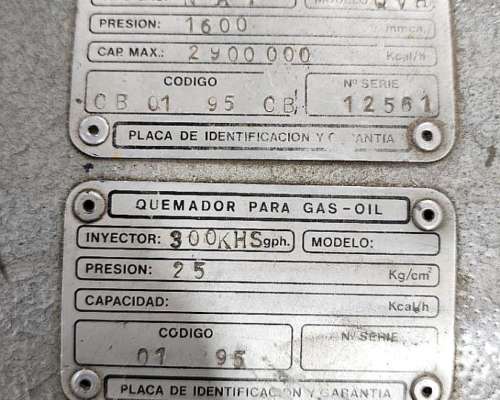 N A T MODELO QVA
PRESION: 1600 mmca.
CAP. MAX.: 2900000 Kcal/h
CODIGO Nº SERIE
CB 01 95 CB 12561
PLACA DE IDENTIFICACION Y GARANTIA
QUEMADOR PARA GAS-OIL
INYECTOR: 300KHS gph. MODELO:
PRESION: 25 Kg/cm²
CAPACIDAD: Kcal/h
CODIGO Nº SERIE
01 95
PLACA DE IDENTIFICACION Y GARANTIA